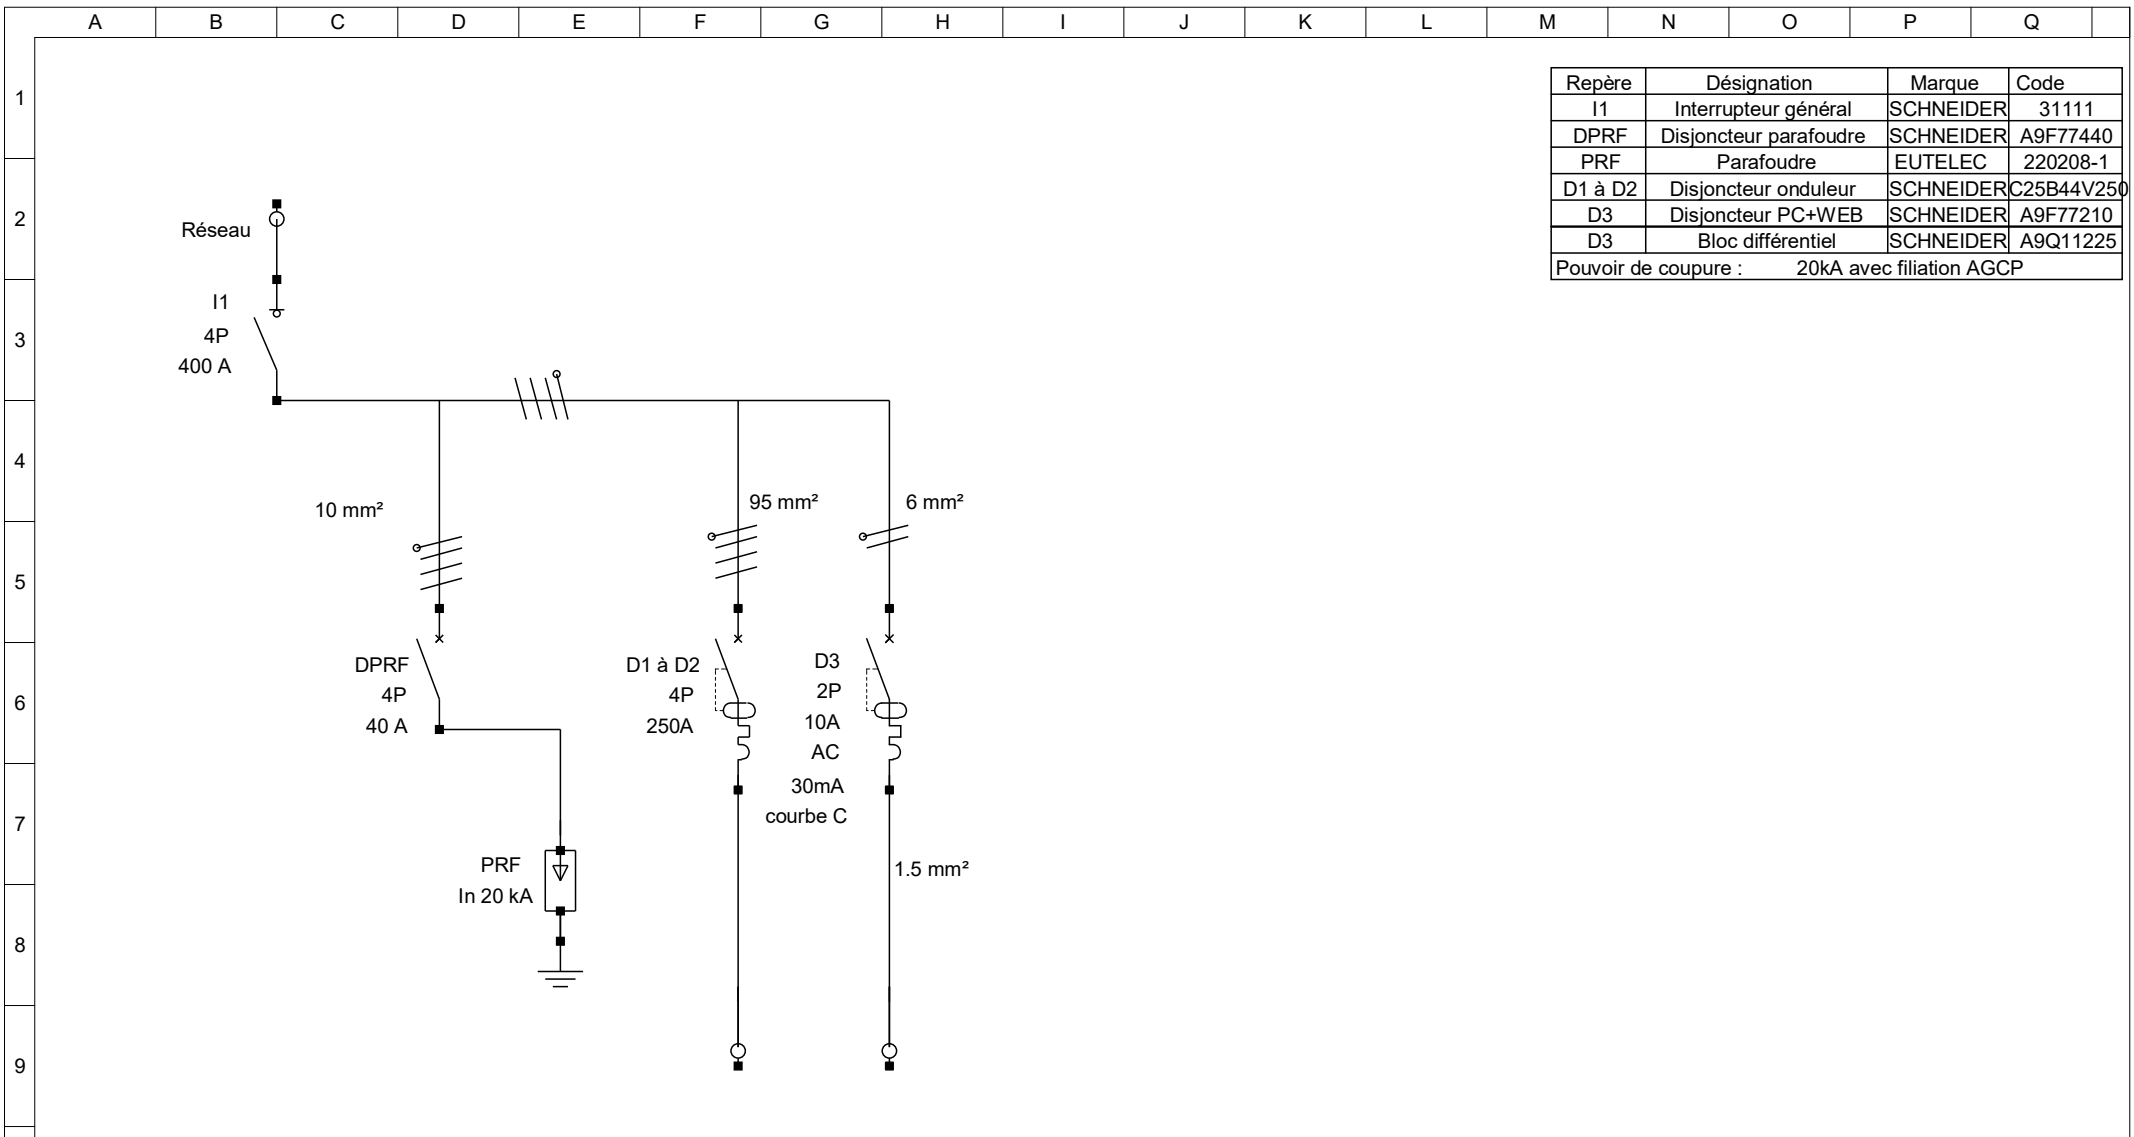 A B C D E F G H I J K L M N O P Q
1
2
3
4
5
6
7
8
9
Repère Désignation Marque Code
I1 Interrupteur général SCHNEIDER 31111
DPRF Disjoncteur parafoudre SCHNEIDER A9F77440
PRF Parafoudre EUTELEC 220208-1
D1 à D2 Disjoncteur onduleur SCHNEIDER C25B44V250
D3 Disjoncteur PC+WEB SCHNEIDER A9F77210
D3 Bloc différentiel SCHNEIDER A9Q11225
Pouvoir de coupure : 20kA avec filiation AGCP
Réseau
I1
4P
400 A
10 mm²
95 mm²
6 mm²
DPRF
4P
40 A
D1 à D2
4P
250A
D3
2P
10A
AC
30mA
courbe C
PRF
In 20 kA
1.5 mm²